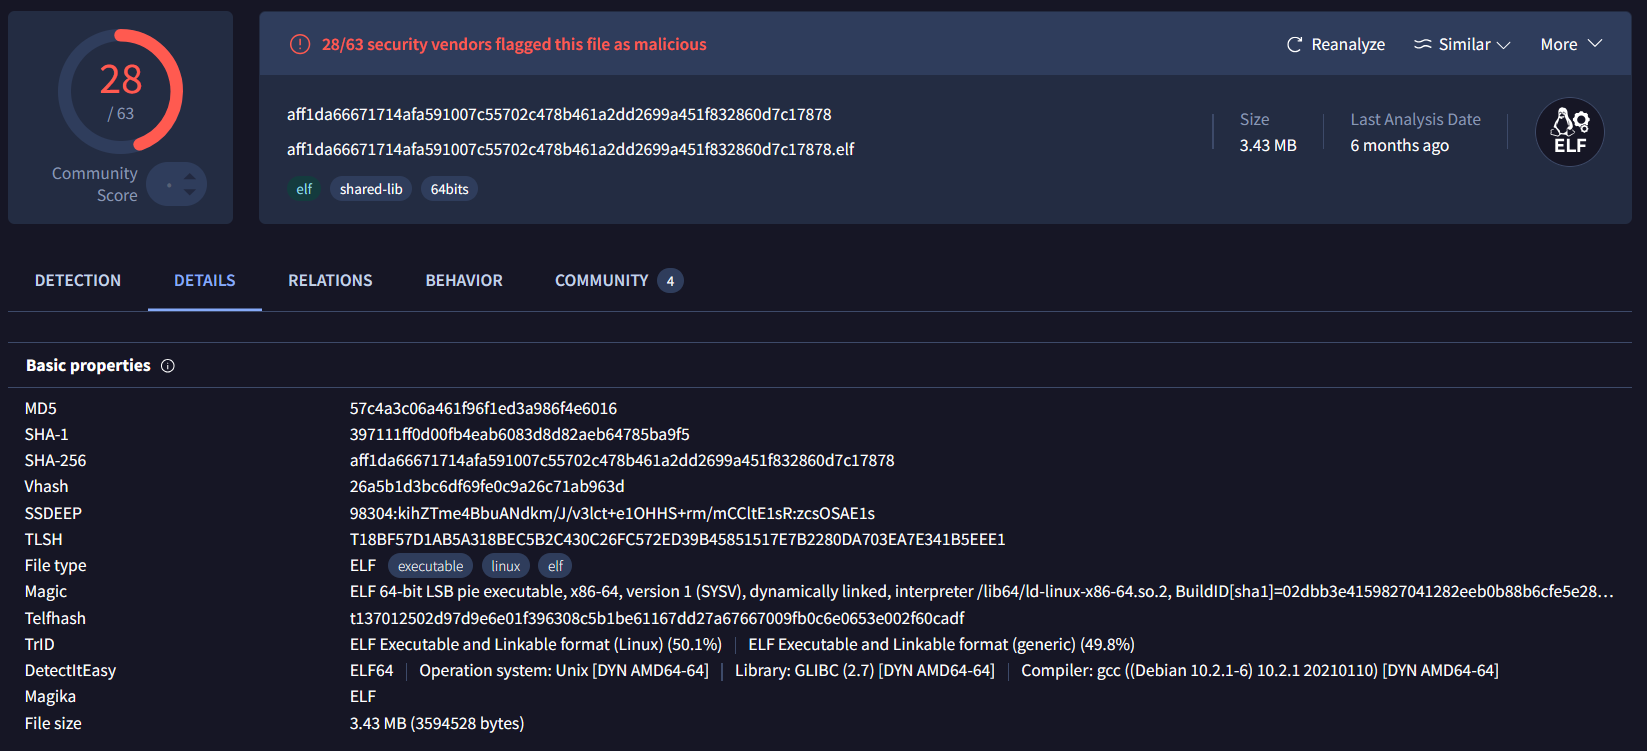 28
/ 63
Community
Score
28/63 security vendors flagged this file as malicious
Reanalyze
Similar
More
aff1da66671714afa591007c55702c478b461a2dd2699a451f832860d7c17878
aff1da66671714afa591007c55702c478b461a2dd2699a451f832860d7c17878.elf
elf shared-lib 64bits
Size
3.43 MB
Last Analysis Date
6 months ago
ELF
DETECTION DETAILS RELATIONS BEHAVIOR COMMUNITY 4
Basic properties
MD5 57c4a3c06a461f96f1ed3a986f4e6016
SHA-1 397111ff0d00fb4eab6083d8d82aeb64785ba9f5
SHA-256 aff1da66671714afa591007c55702c478b461a2dd2699a451f832860d7c17878
Vhash 26a5b1d3bc6df69fe0c9a26c71ab963d
SSDEEP 98304:kihZTme4BbuANdkm/J/v3lct+e1OHHS+rm/mCCltE1sR:zcsOSAE1s
TLSH T18BF57D1AB5A318BEC5B2C430C26FC572ED39B45851517E7B2280DA703EA7E341B5EEE1
File type ELF executable linux elf
Magic ELF 64-bit LSB pie executable, x86-64, version 1 (SYSV), dynamically linked, interpreter /lib64/ld-linux-x86-64.so.2, BuildID[sha1]=02dbb3e4159827041282eeb0b88b6cfe5e28…
Telfhash t137012502d97d9e6e01f396308c5b1be61167dd27a67667009fb0c6e0653e002f60cadf
TrID ELF Executable and Linkable format (Linux) (50.1%) ELF Executable and Linkable format (generic) (49.8%)
DetectItEasy ELF64 Operation system: Unix [DYN AMD64-64] Library: GLIBC (2.7) [DYN AMD64-64] Compiler: gcc ((Debian 10.2.1-6) 10.2.1 20210110) [DYN AMD64-64]
Magika ELF
File size 3.43 MB (3594528 bytes)